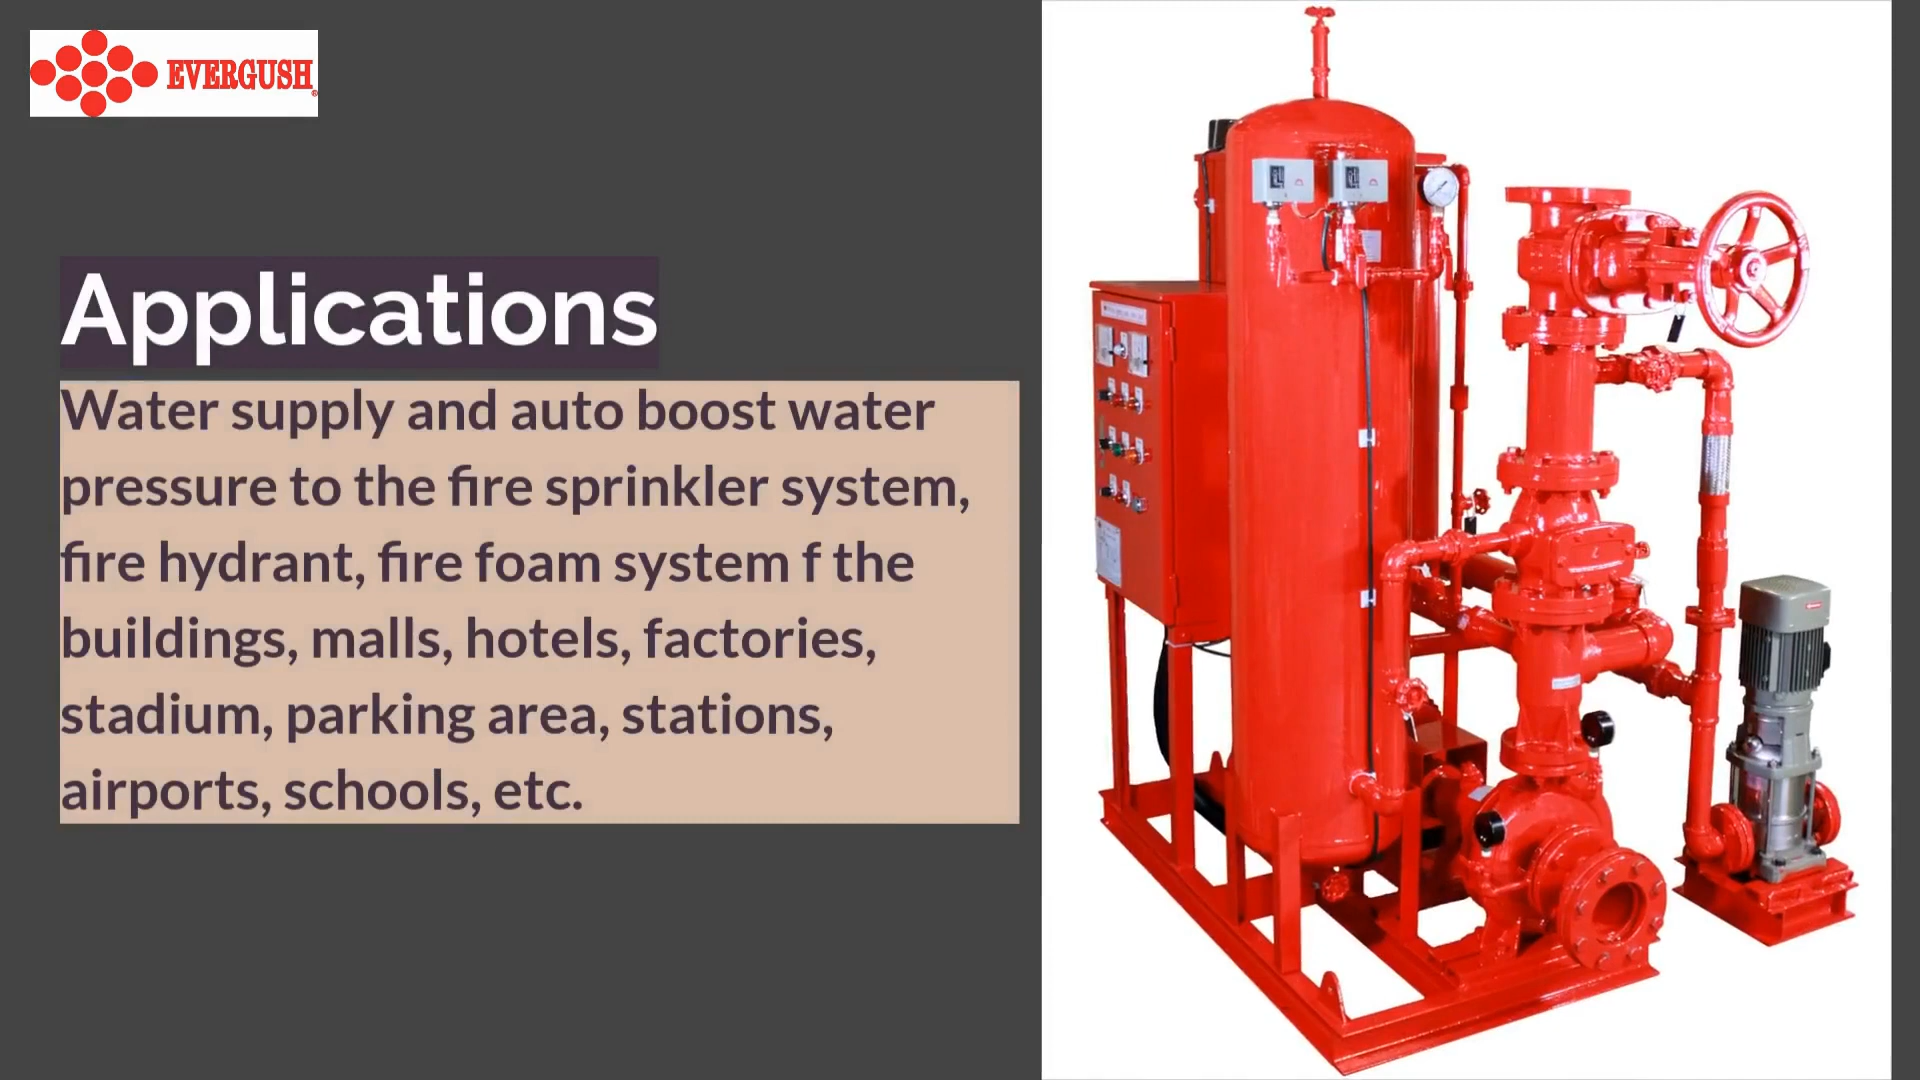 EVERGUSH
Applications
Water supply and auto boost water
pressure to the fire sprinkler system,
fire hydrant, fire foam system f the
buildings, malls, hotels, factories,
stadium, parking area, stations,
airports, schools, etc.